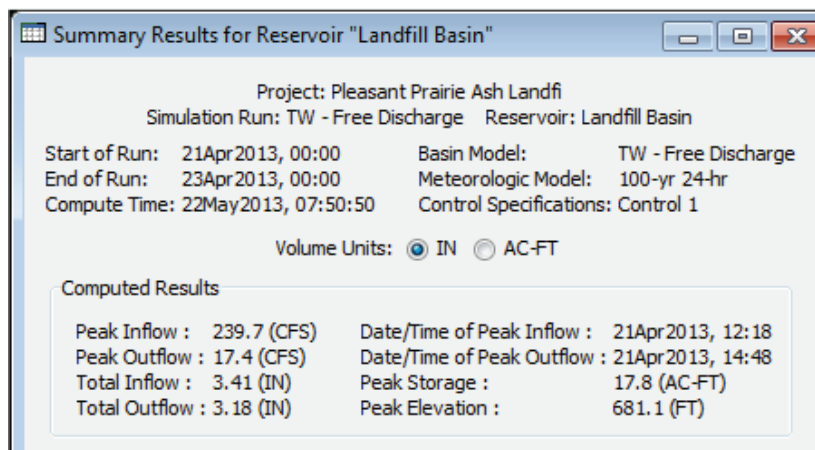 Summary Results for Reservoir "Landfill Basin"
Project: Pleasant Prairie Ash Landfi
Simulation Run: TW - Free Discharge Reservoir: Landfill Basin
Start of Run: 21Apr2013, 00:00 Basin Model: TW - Free Discharge
End of Run: 23Apr2013, 00:00 Meteorologic Model: 100-yr 24-hr
Compute Time: 22May2013, 07:50:50 Control Specifications: Control 1
Volume Units: IN AC-FT
Computed Results
Peak Inflow : 239.7 (CFS) Date/Time of Peak Inflow : 21Apr2013, 12:18
Peak Outflow : 17.4 (CFS) Date/Time of Peak Outflow : 21Apr2013, 14:48
Total Inflow : 3.41 (IN) Peak Storage : 17.8 (AC-FT)
Total Outflow : 3.18 (IN) Peak Elevation : 681.1 (FT)